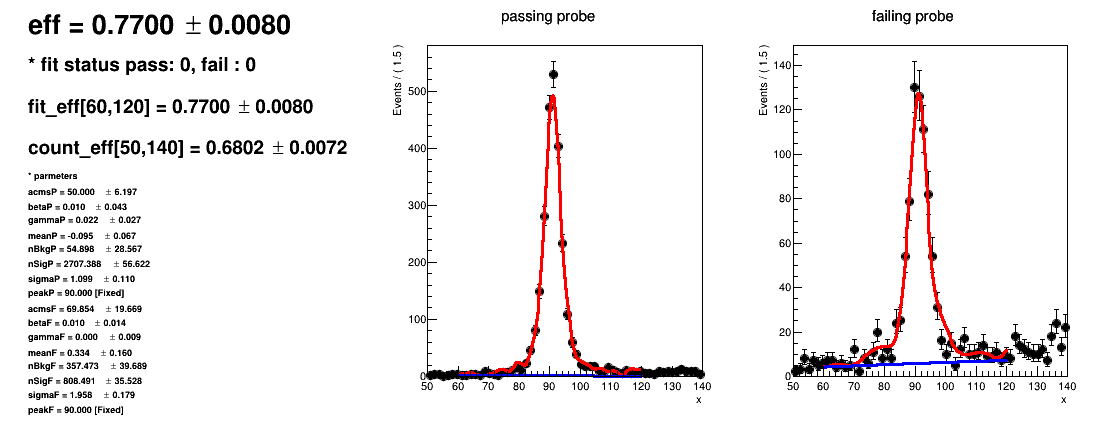 eff = 0.7700 ± 0.0080
* fit status pass: 0, fail : 0
fit_eff[60,120] = 0.7700 ± 0.0080
count_eff[50,140] = 0.6802 ± 0.0072
* parmeters
acmsP = 50.000 ± 6.197
betaP = 0.010 ± 0.043
gammaP = 0.022 ± 0.027
meanP = -0.095 ± 0.067
nBkgP = 54.898 ± 28.567
nSigP = 2707.388 ± 56.622
sigmaP = 1.099 ± 0.110
peakP = 90.000 [Fixed]
acmsF = 69.854 ± 19.669
betaF = 0.010 ± 0.014
gammaF = 0.000 ± 0.009
meanF = 0.334 ± 0.160
nBkgF = 357.473 ± 39.689
nSigF = 808.491 ± 35.528
sigmaF = 1.958 ± 0.179
peakF = 90.000 [Fixed]
passing probe
Events / ( 1.5 )
500
400
300
200
100
0
50 60 70 80 90 100 110 120 130 140
x
failing probe
Events / ( 1.5 )
140
120
100
80
60
40
20
0
50 60 70 80 90 100 110 120 130 140
x